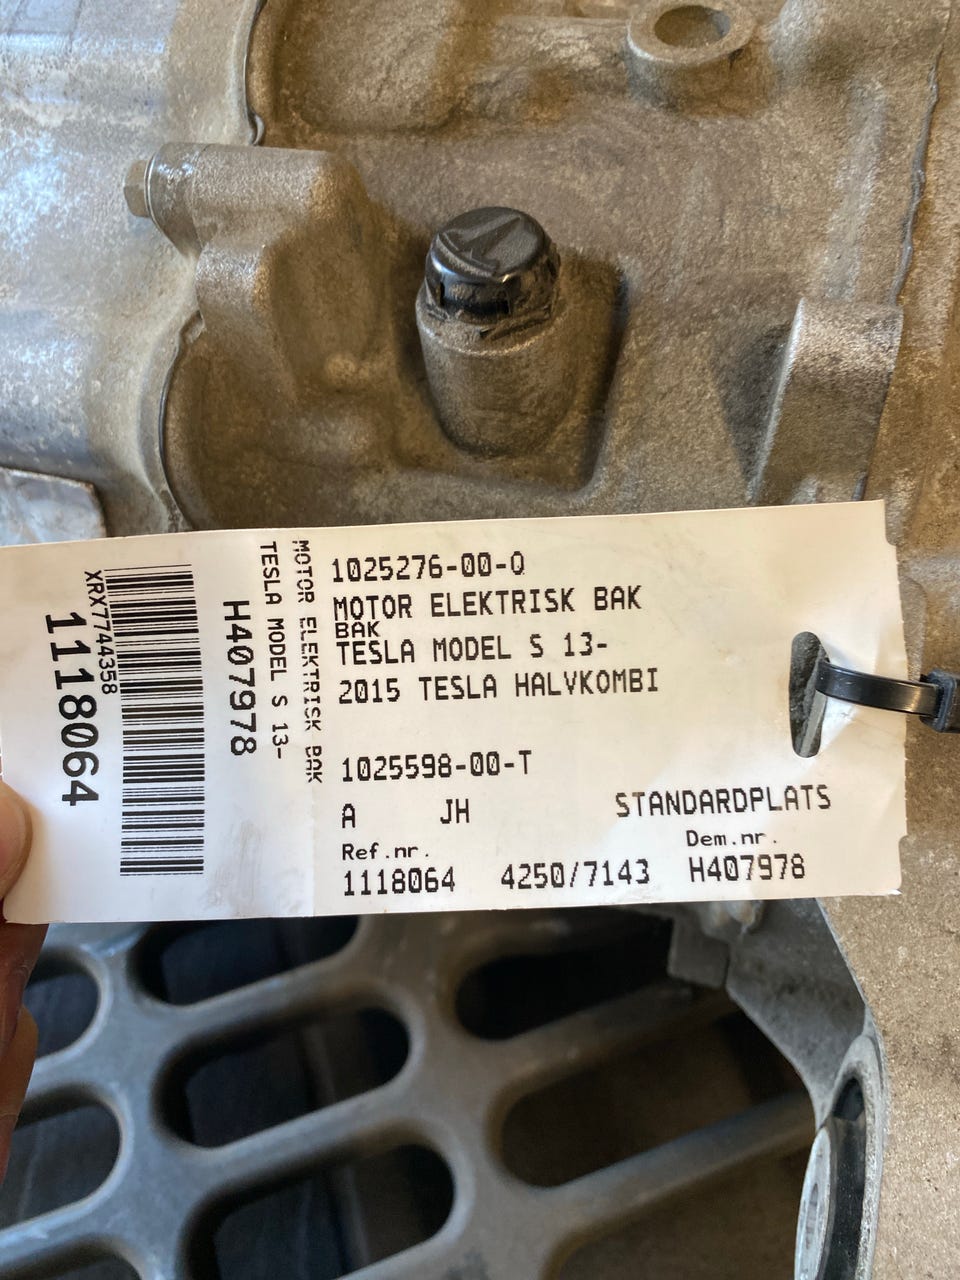 1025276-00-Q
MOTOR ELEKTRISK BAK
BAK
TESLA MODEL S 13-
2015 TESLA HALVKOMBI
1025598-00-T
A JH STANDARDPLATS
Ref.nr. Dem.nr.
1118064 4250/7143 H407978
MOTOR ELEKTRISK BAK
TESLA MODEL S 13-
H407978
XRX7744358
1118064